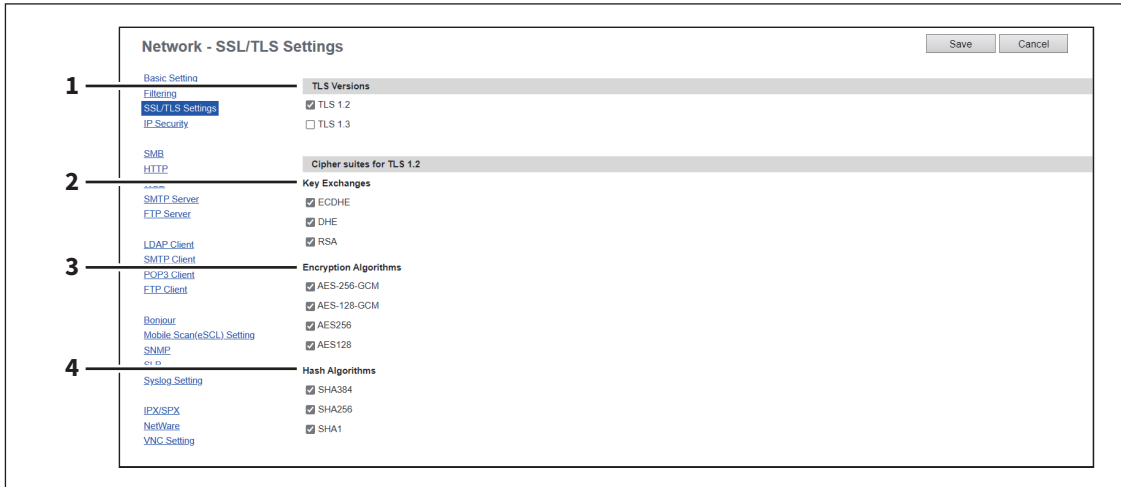 Network - SSL/TLS Settings
Save
Cancel
1
2
3
4
Basic Setting
Filtering
SSL/TLS Settings
IP Security
SMB
HTTP
SMTP Server
FTP Server
LDAP Client
SMTP Client
POP3 Client
FTP Client
Bonjour
Mobile Scan(eSCL) Setting
SNMP
Syslog Setting
IPX/SPX
NetWare
VNC Setting
TLS Versions
TLS 1.2
TLS 1.3
Cipher suites for TLS 1.2
Key Exchanges
ECDHE
DHE
RSA
Encryption Algorithms
AES-256-GCM
AES-128-GCM
AES256
AES128
Hash Algorithms
SHA384
SHA256
SHA1